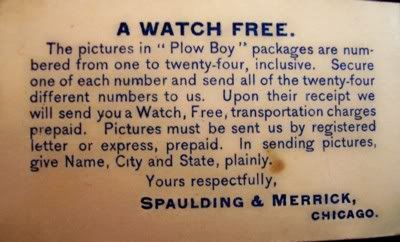 A WATCH FREE.
The pictures in "Plow Boy" packages are num-
bered from one to twenty-four, inclusive. Secure
one of each number and send all of the twenty-four
different numbers to us. Upon their receipt we
will send you a Watch, Free, transportation charges
prepaid. Pictures must be sent us by registered
letter or express, prepaid. In sending pictures,
give Name, City and State, plainly.
Yours respectfully,
SPAULDING & MERRICK,
CHICAGO.